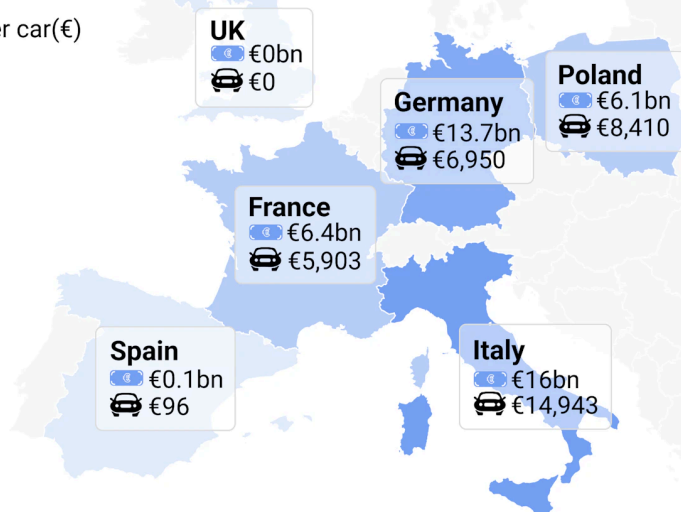 er car(€)
UK
€0bn
€0
Poland
€6.1bn
€8,410
Germany
€13.7bn
€6,950
France
€6.4bn
€5,903
Spain
€0.1bn
€96
Italy
€16bn
€14,943